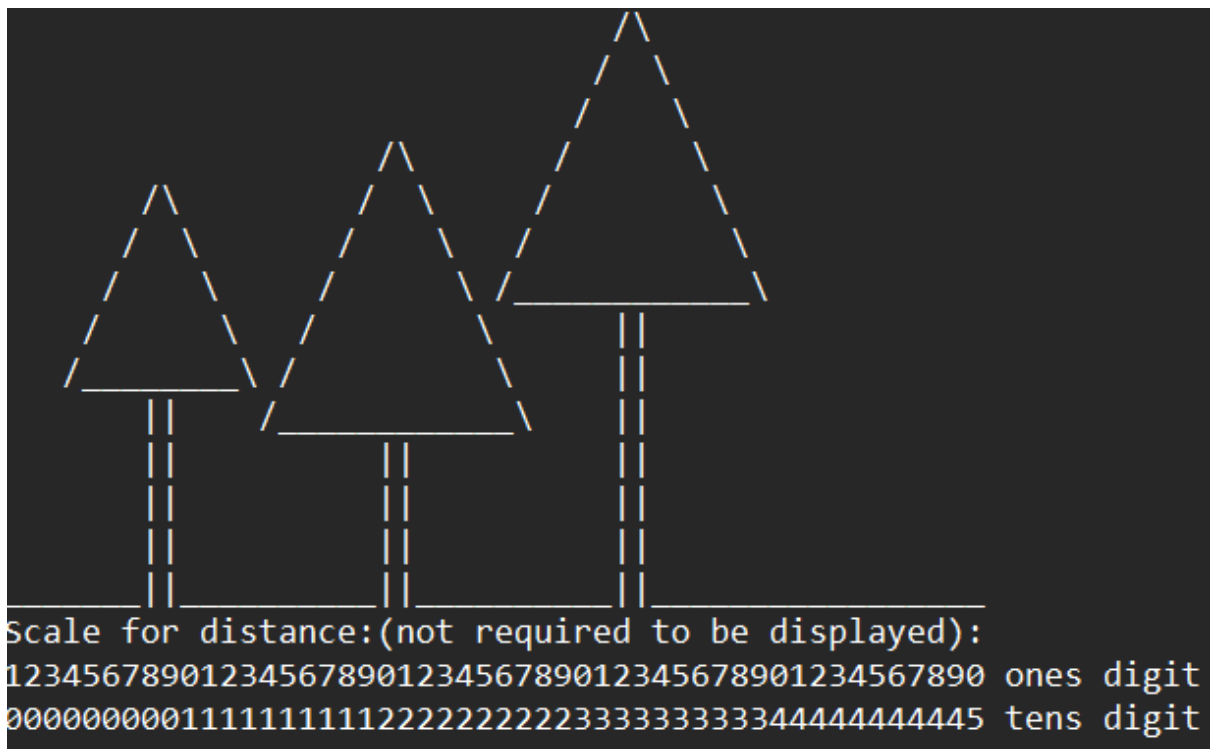 Scale for distance:(not required to be displayed):
12345678901234567890123456789012345678901234567890 ones digit
00000000011111111112222222222333333333344444444445 tens digit